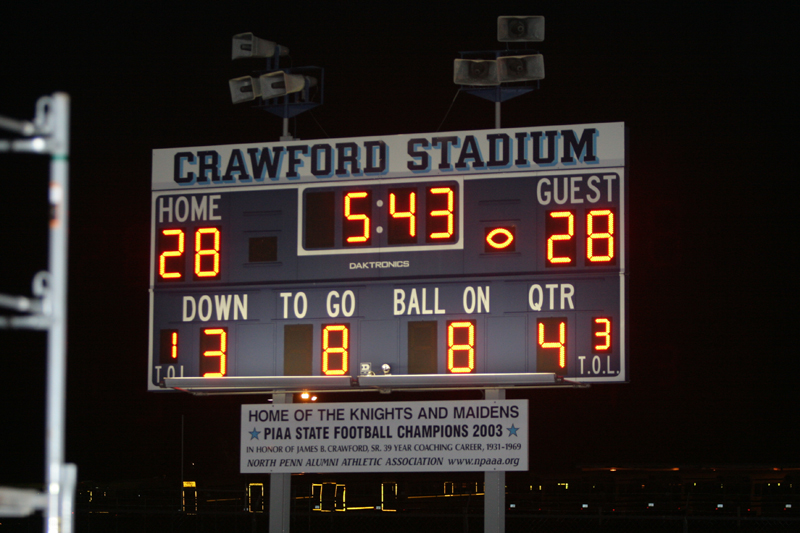 CRAWFORD STADIUM
HOME 5:43 GUEST
28 28
DAKTRONICS
DOWN TO GO BALL ON QTR
1 3 8 8 4 3
T.O.L. T.O.L.
HOME OF THE KNIGHTS AND MAIDENS
PIAA STATE FOOTBALL CHAMPIONS 2003
IN HONOR OF JAMES B. CRAWFORD, SR. 39 YEAR COACHING CAREER, 1931-1969
NORTH PENN ALUMNI ATHLETIC ASSOCIATION www.npaaa.org